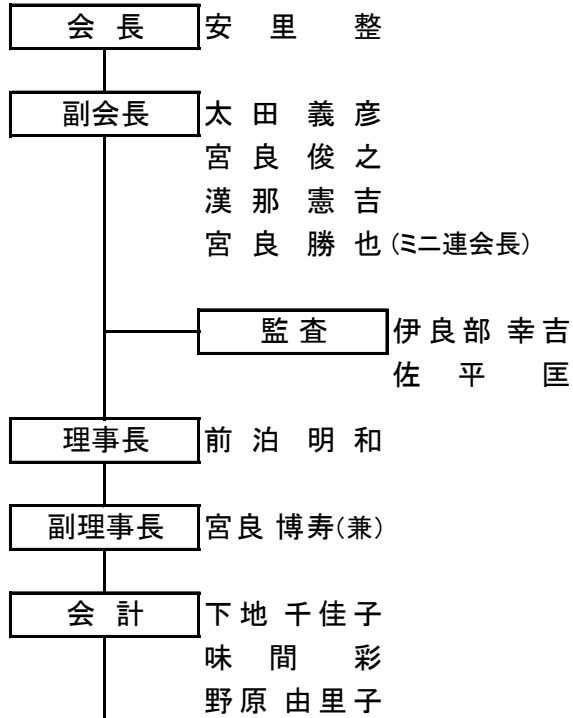 会 長 安 里 整
副会長 太 田 義 彦
宮 良 俊 之
漢 那 憲 吉
宮 良 勝 也 (ミニ連会長)
監 査 伊良部 幸吉
佐 平 匡
理事長 前 泊 明 和
副理事長 宮良 博寿(兼)
会 計 下地 千佳子
味 間 彩
野原 由里子